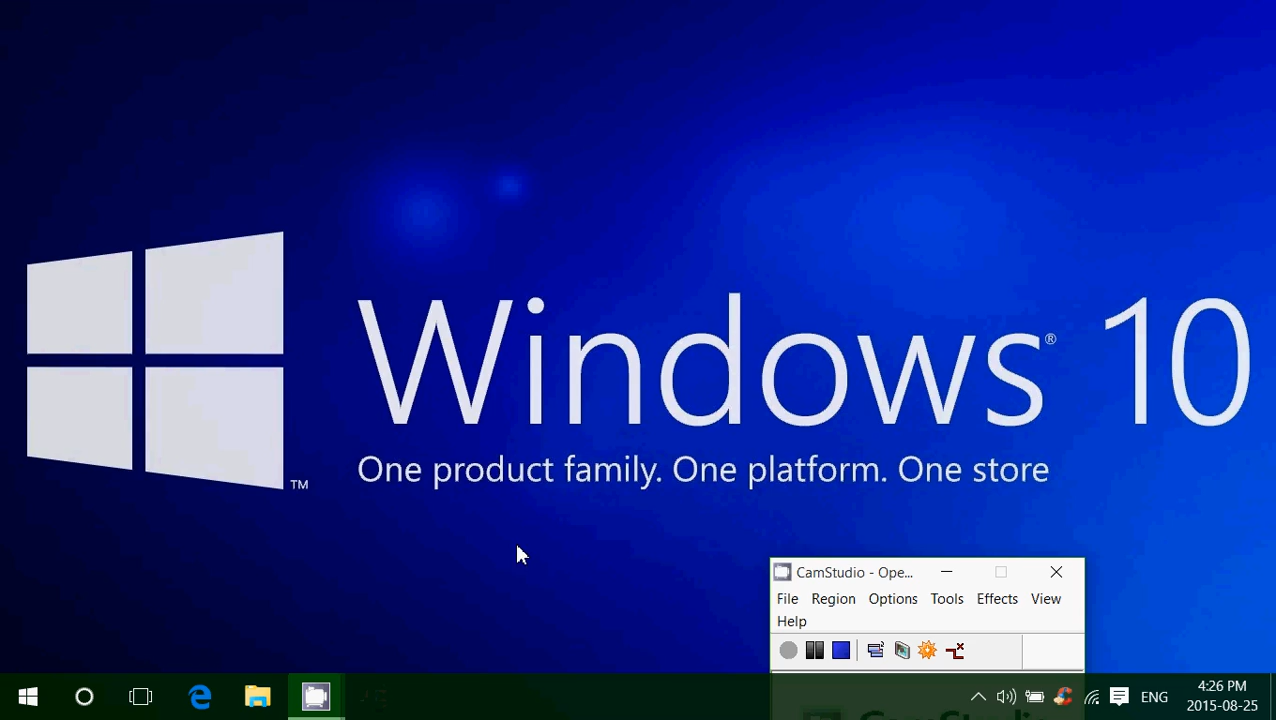 Windows® 10
One product family. One platform. One store
TM
CamStudio - Ope...
File Region Options Tools Effects View
Help
CamStudio
ENG
4:26 PM
2015-08-25